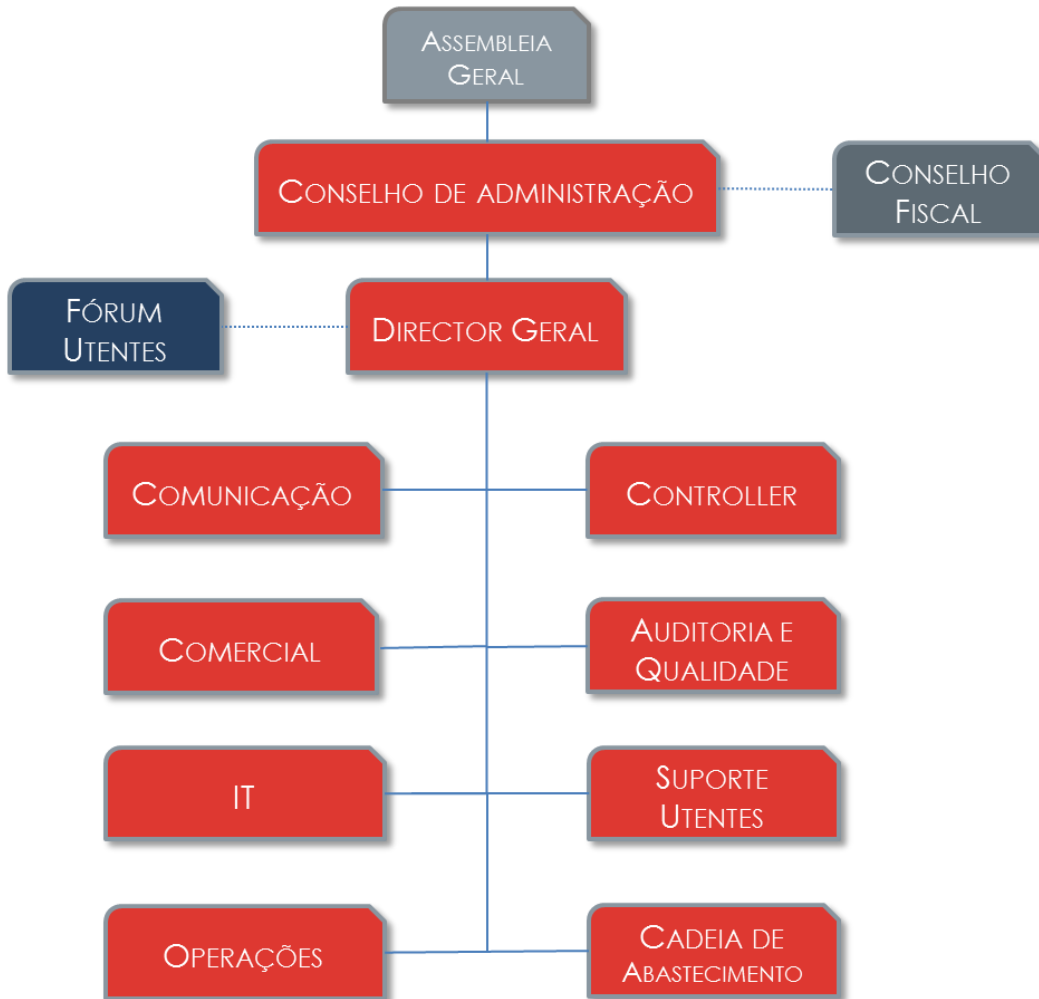 Assembleia
Geral
Conselho de administração
Conselho
Fiscal
Fórum
Utentes
Director Geral
Comunicação
Controller
Comercial
Auditoria e
Qualidade
IT
Suporte
Utentes
Operações
Cadeia de
Abastecimento